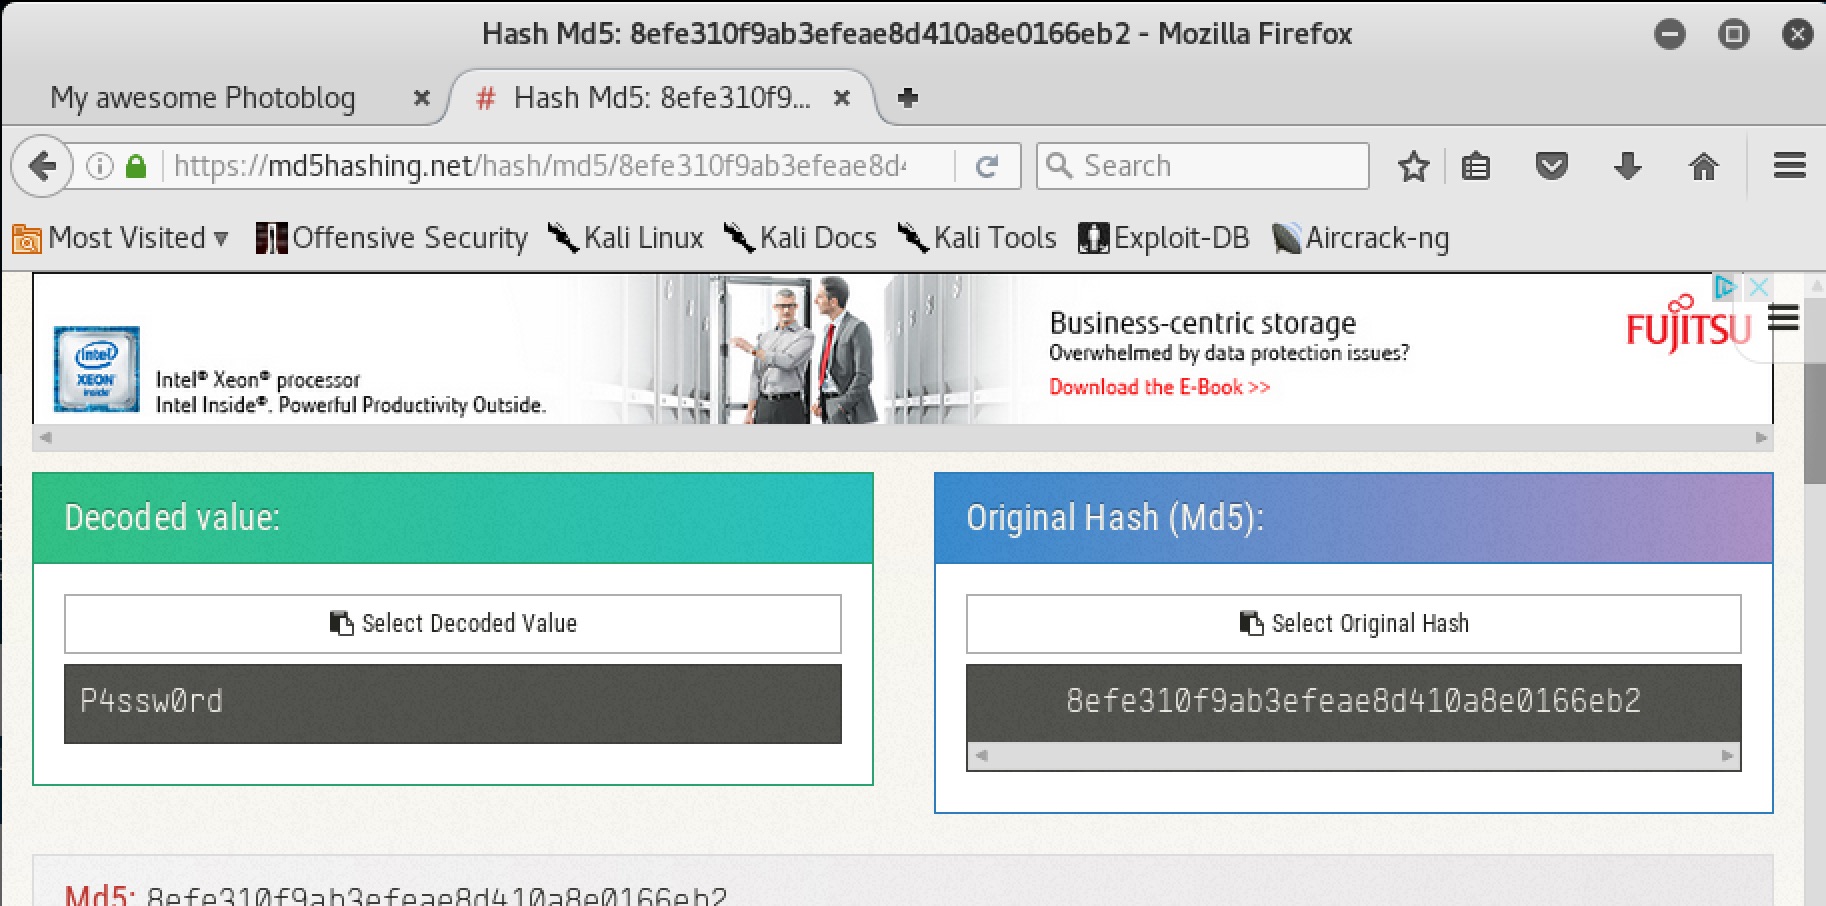 Hash Md5: 8efe310f9ab3efeae8d410a8e0166eb2 - Mozilla Firefox
My awesome Photoblog
# Hash Md5: 8efe310f9...
https://md5hashing.net/hash/md5/8efe310f9ab3efeae8d4
Search
Most Visited
Offensive Security
Kali Linux
Kali Docs
Kali Tools
Exploit-DB
Aircrack-ng
intel
XEON
inside
Intel® Xeon® processor
Intel Inside®. Powerful Productivity Outside.
Business-centric storage
Overwhelmed by data protection issues?
Download the E-Book >>
FUJITSU
Decoded value:
Select Decoded Value
P4ssw0rd
Original Hash (Md5):
Select Original Hash
8efe310f9ab3efeae8d410a8e0166eb2
Md5: 8efe310f9ab3efeae8d410a8e0166eb2